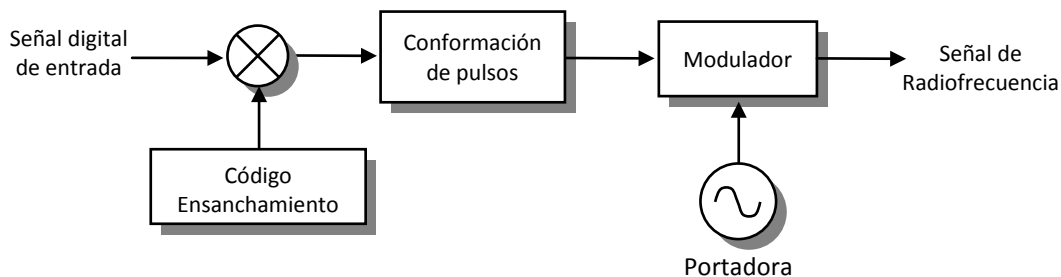 Señal digital
de entrada
Conformación
de pulsos
Modulador
Señal de
Radiofrecuencia
Código
Ensanchamiento
Portadora